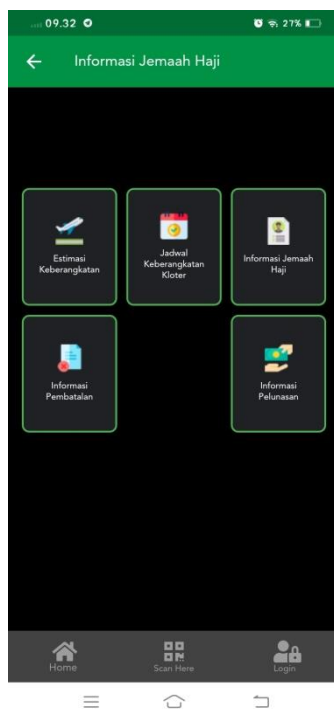 09.32
27%
Informasi Jemaah Haji
Estimasi
Keberangkatan
Jadwal
Keberangkatan
Kloter
Informasi Jemaah
Haji
Informasi
Pembatalan
Informasi
Pelunasan
Home
Scan Here
Login